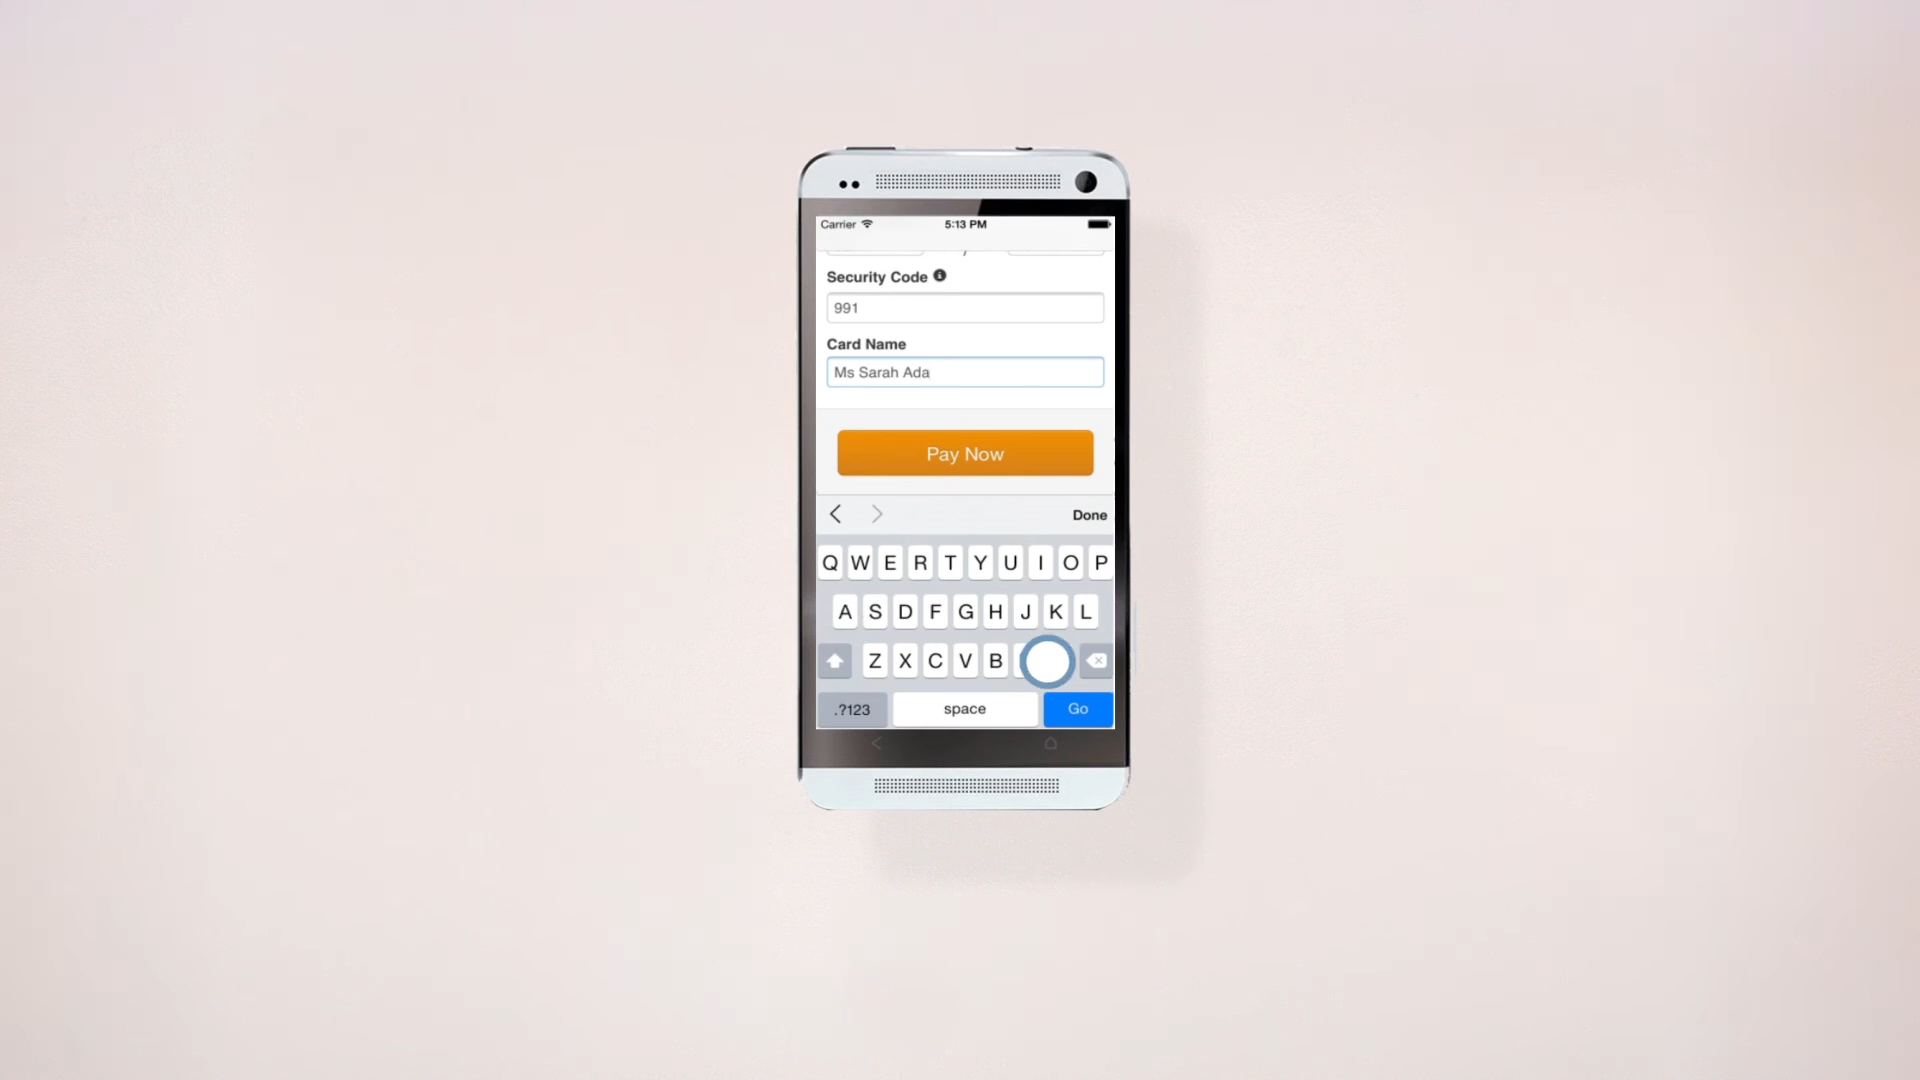 Carrier 5:13 PM
Security Code
991
Card Name
Ms Sarah Ada
Pay Now
Done
Q W E R T Y U I O P
A S D F G H J K L
Z X C V B
.?123 space Go